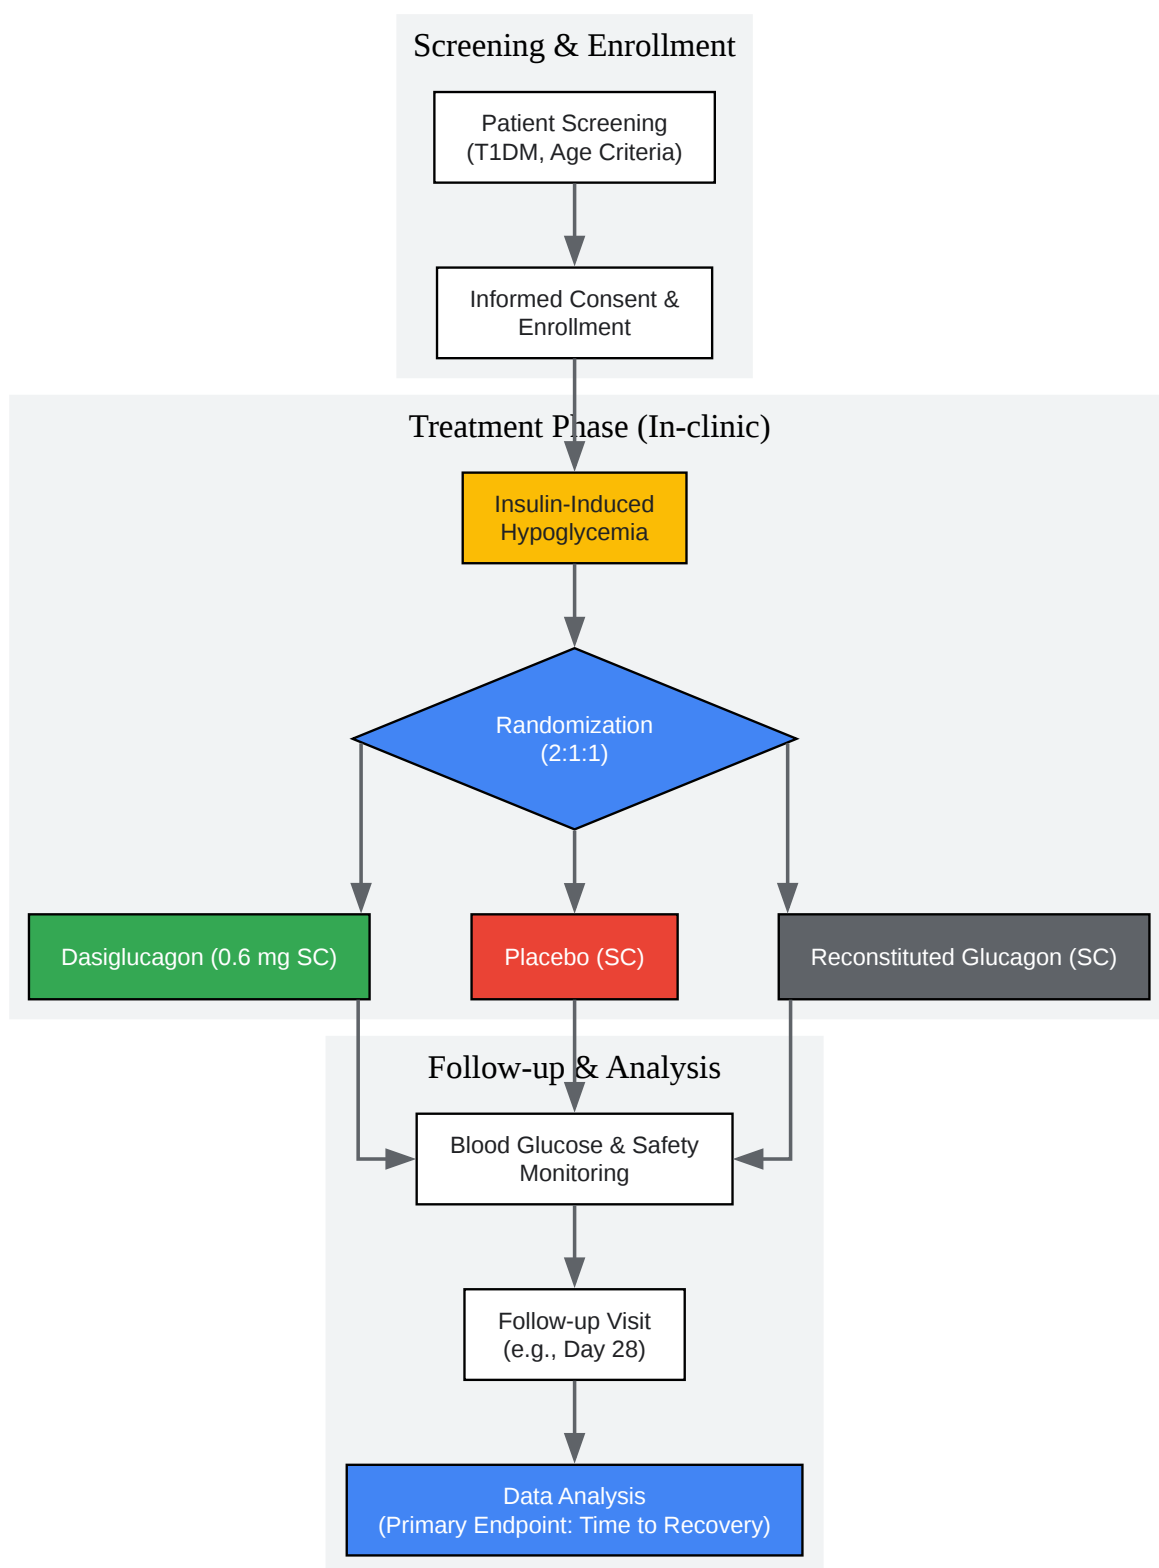 Screening & Enrollment
Patient Screening
(T1DM, Age Criteria)
Informed Consent &
Enrollment
Treatment Phase (In-clinic)
Insulin-Induced
Hypoglycemia
Randomization
(2:1:1)
Dasiglucagon (0.6 mg SC)
Placebo (SC)
Reconstituted Glucagon (SC)
Follow-up & Analysis
Blood Glucose & Safety
Monitoring
Follow-up Visit
(e.g., Day 28)
Data Analysis
(Primary Endpoint: Time to Recovery)